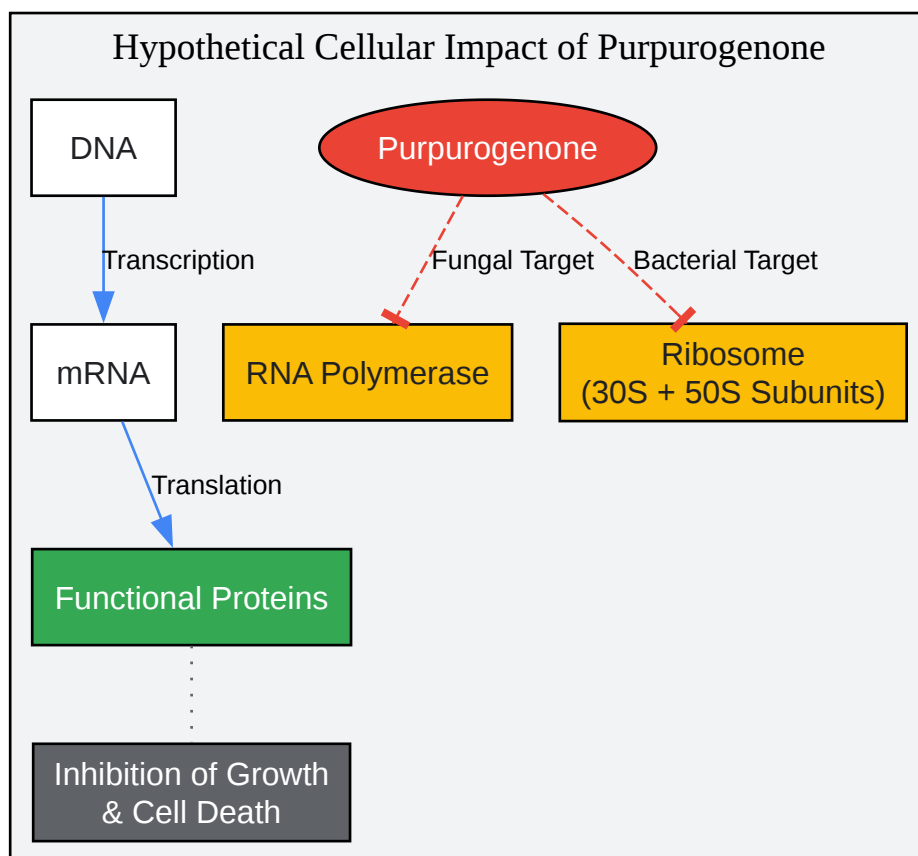 Hypothetical Cellular Impact of Purpurogenone
DNA
Purpurogenone
Transcription
Fungal Target
Bacterial Target
mRNA
RNA Polymerase
Ribosome
(30S + 50S Subunits)
Translation
Functional Proteins
Inhibition of Growth
& Cell Death